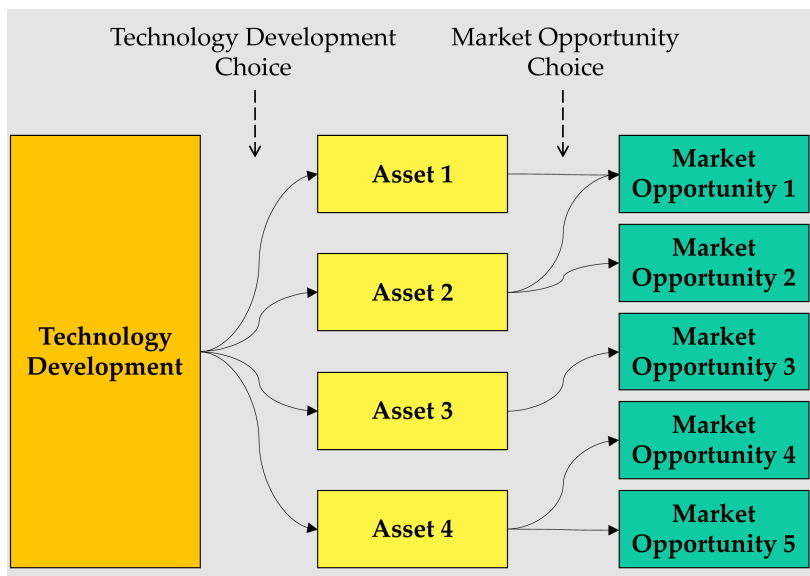 Technology Development
Choice
Market Opportunity
Choice
Technology
Development
Asset 1
Asset 2
Asset 3
Asset 4
Market
Opportunity 1
Market
Opportunity 2
Market
Opportunity 3
Market
Opportunity 4
Market
Opportunity 5